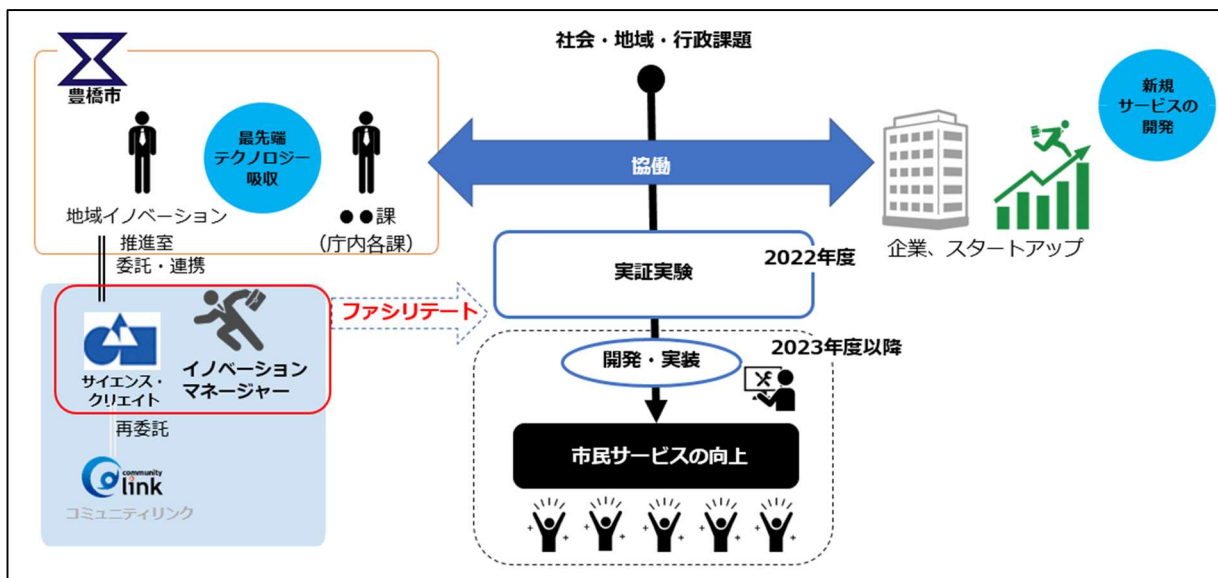 豊橋市
最先端
テクノロジー
吸収
地域イノベーション
推進室
●●課
(庁内各課)
委託・連携
サイエンス・
クリエイト
イノベーション
マネージャー
再委託
community
link
コミュニティリンク
ファシリテート
社会・地域・行政課題
協働
実証実験
2022年度
開発・実装
2023年度以降
市民サービスの向上
企業、スタートアップ
新規
サービスの
開発